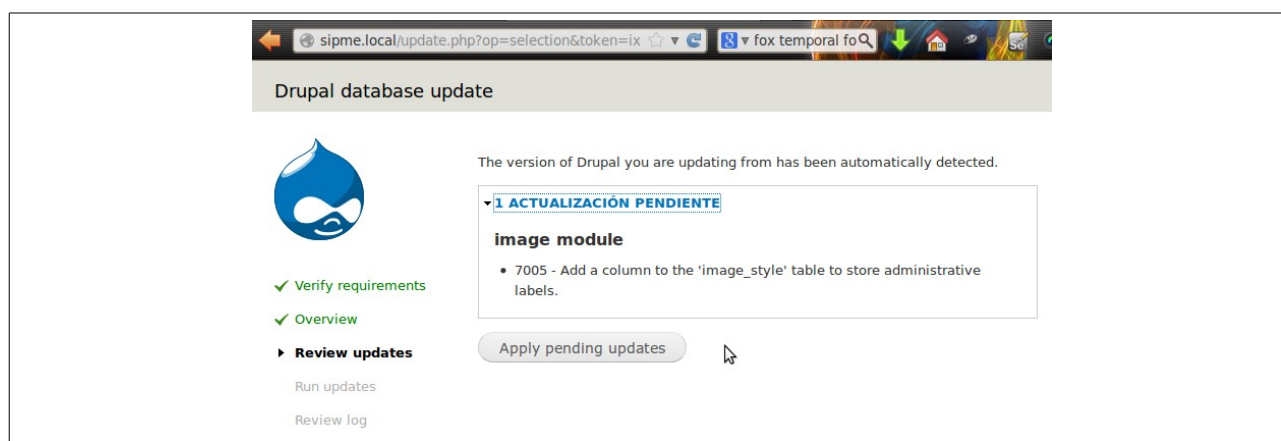 sipme.local/update.php?op=selection&token=ix
fox temporal fo
Se
Drupal database update
The version of Drupal you are updating from has been automatically detected.
1 ACTUALIZACIÓN PENDIENTE
image module
• 7005 - Add a column to the 'image_style' table to store administrative
labels.
Verify requirements
Overview
Review updates
Apply pending updates
Run updates
Review log